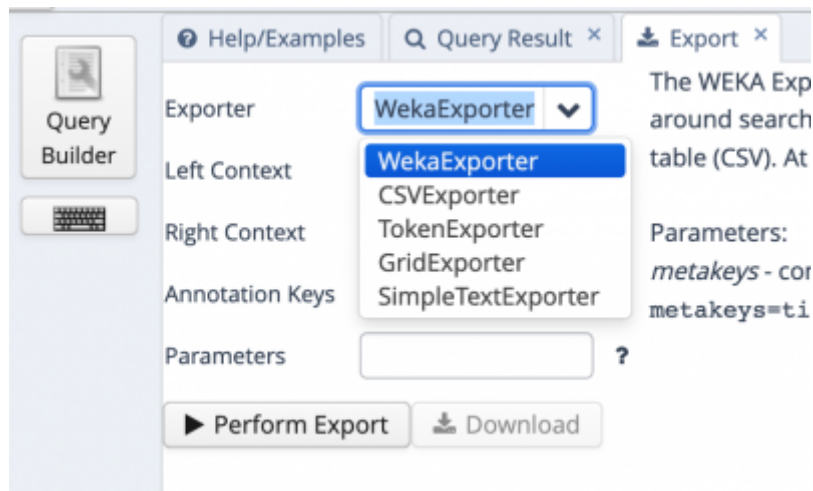 Help/Examples
Query Result ×
Export ×
Query
Builder
Exporter
WekaExporter
WekaExporter
CSVExporter
TokenExporter
GridExporter
SimpleTextExporter
Left Context
Right Context
Annotation Keys
Parameters
?
Perform Export
Download
The WEKA Exp
around search
table (CSV). At
Parameters:
metakeys - con
metakeys=ti